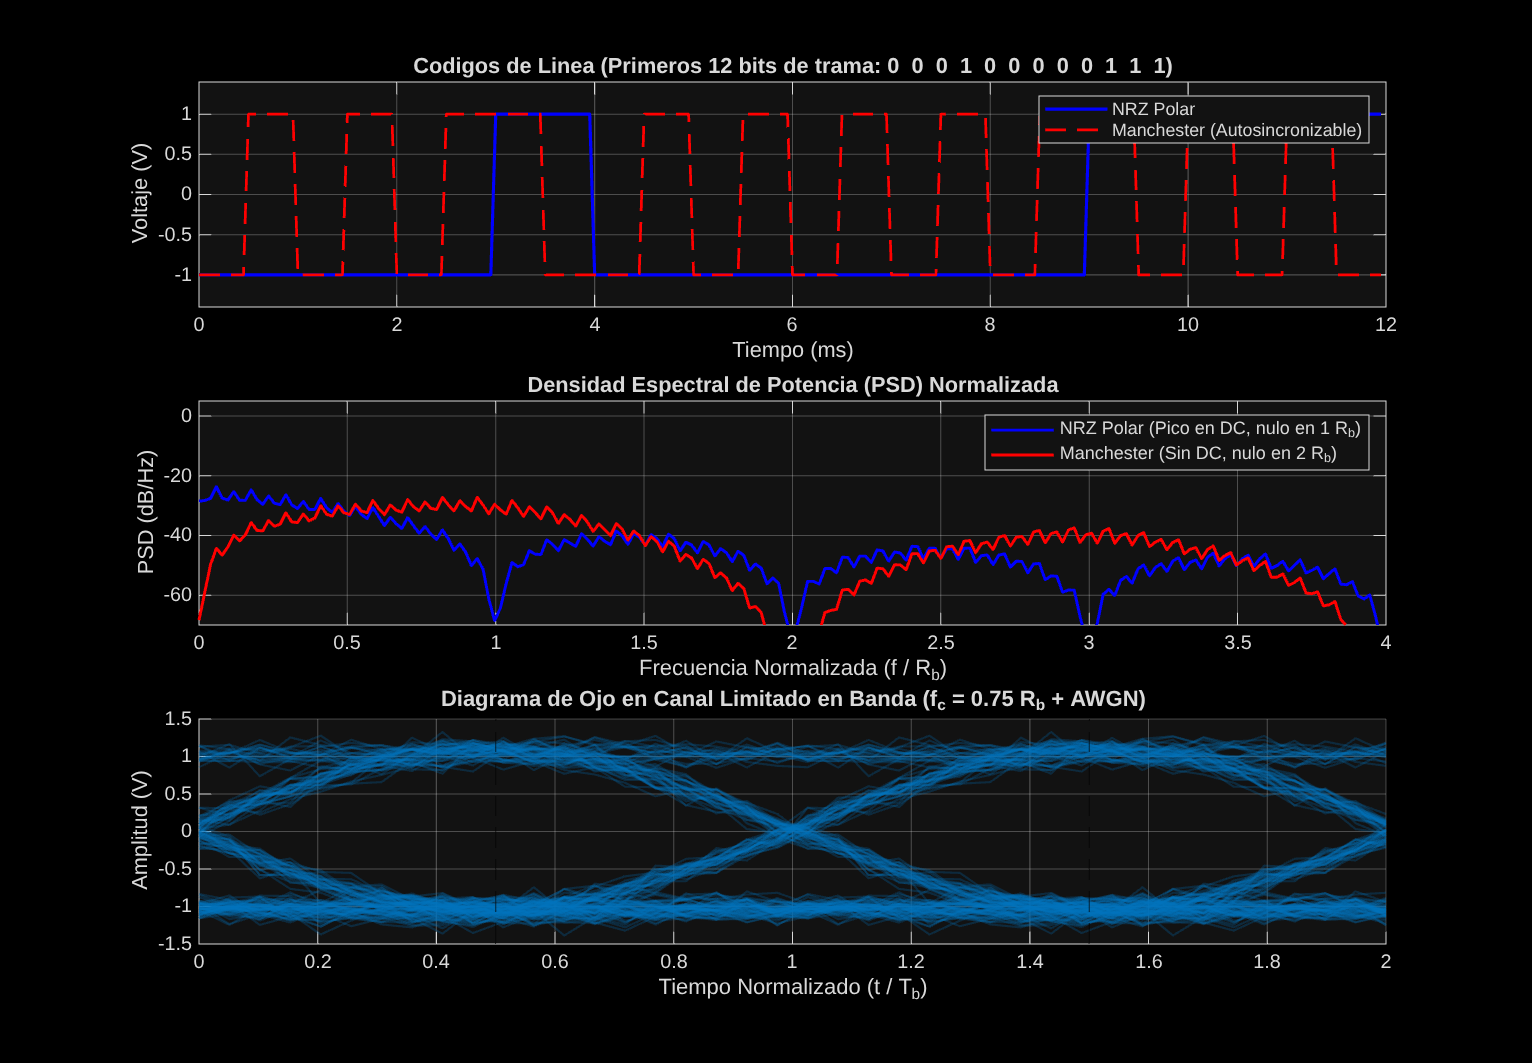 Codigos de Linea (Primeros 12 bits de trama: 0 0 0 1 0 0 0 0 0 1 1 1)
NRZ Polar
Manchester (Autosincronizable)
1
0.5
0
-0.5
-1
Voltaje (V)
0 2 4 6 8 10 12
Tiempo (ms)
Densidad Espectral de Potencia (PSD) Normalizada
NRZ Polar (Pico en DC, nulo en 1 Rb)
Manchester (Sin DC, nulo en 2 Rb)
0
-20
-40
-60
PSD (dB/Hz)
0 0.5 1 1.5 2 2.5 3 3.5 4
Frecuencia Normalizada (f / Rb)
Diagrama de Ojo en Canal Limitado en Banda (fc = 0.75 Rb + AWGN)
1.5
1
0.5
0
-0.5
-1
-1.5
Amplitud (V)
0 0.2 0.4 0.6 0.8 1 1.2 1.4 1.6 1.8 2
Tiempo Normalizado (t / Tb)